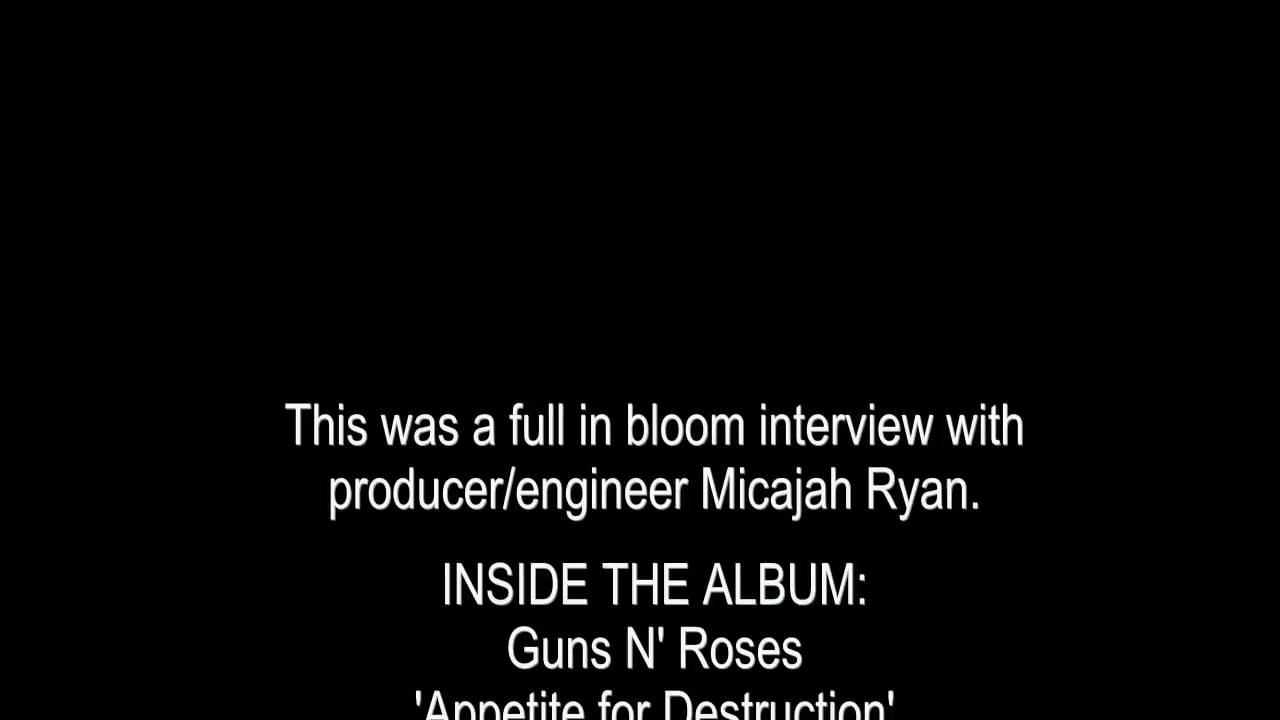 This was a full in bloom interview with
producer/engineer Micajah Ryan.
INSIDE THE ALBUM:
Guns N' Roses
'Appetite for Destruction'